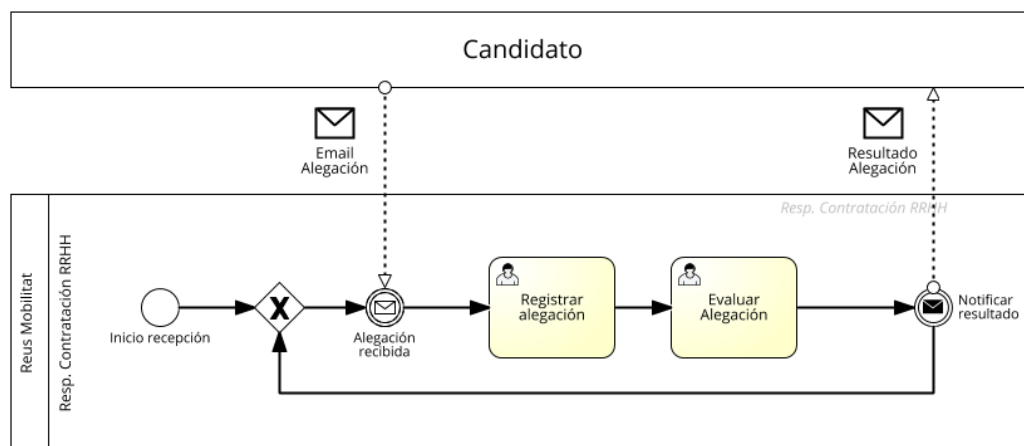 Candidato
Email
Alegación
Resultado
Alegación
Resp. Contratación RRHH
Reus Mobilitat
Resp. Contratación RRHH
Inicio recepción
X
Alegación
recibida
Registrar
alegación
Evaluar
Alegación
Notificar
resultado